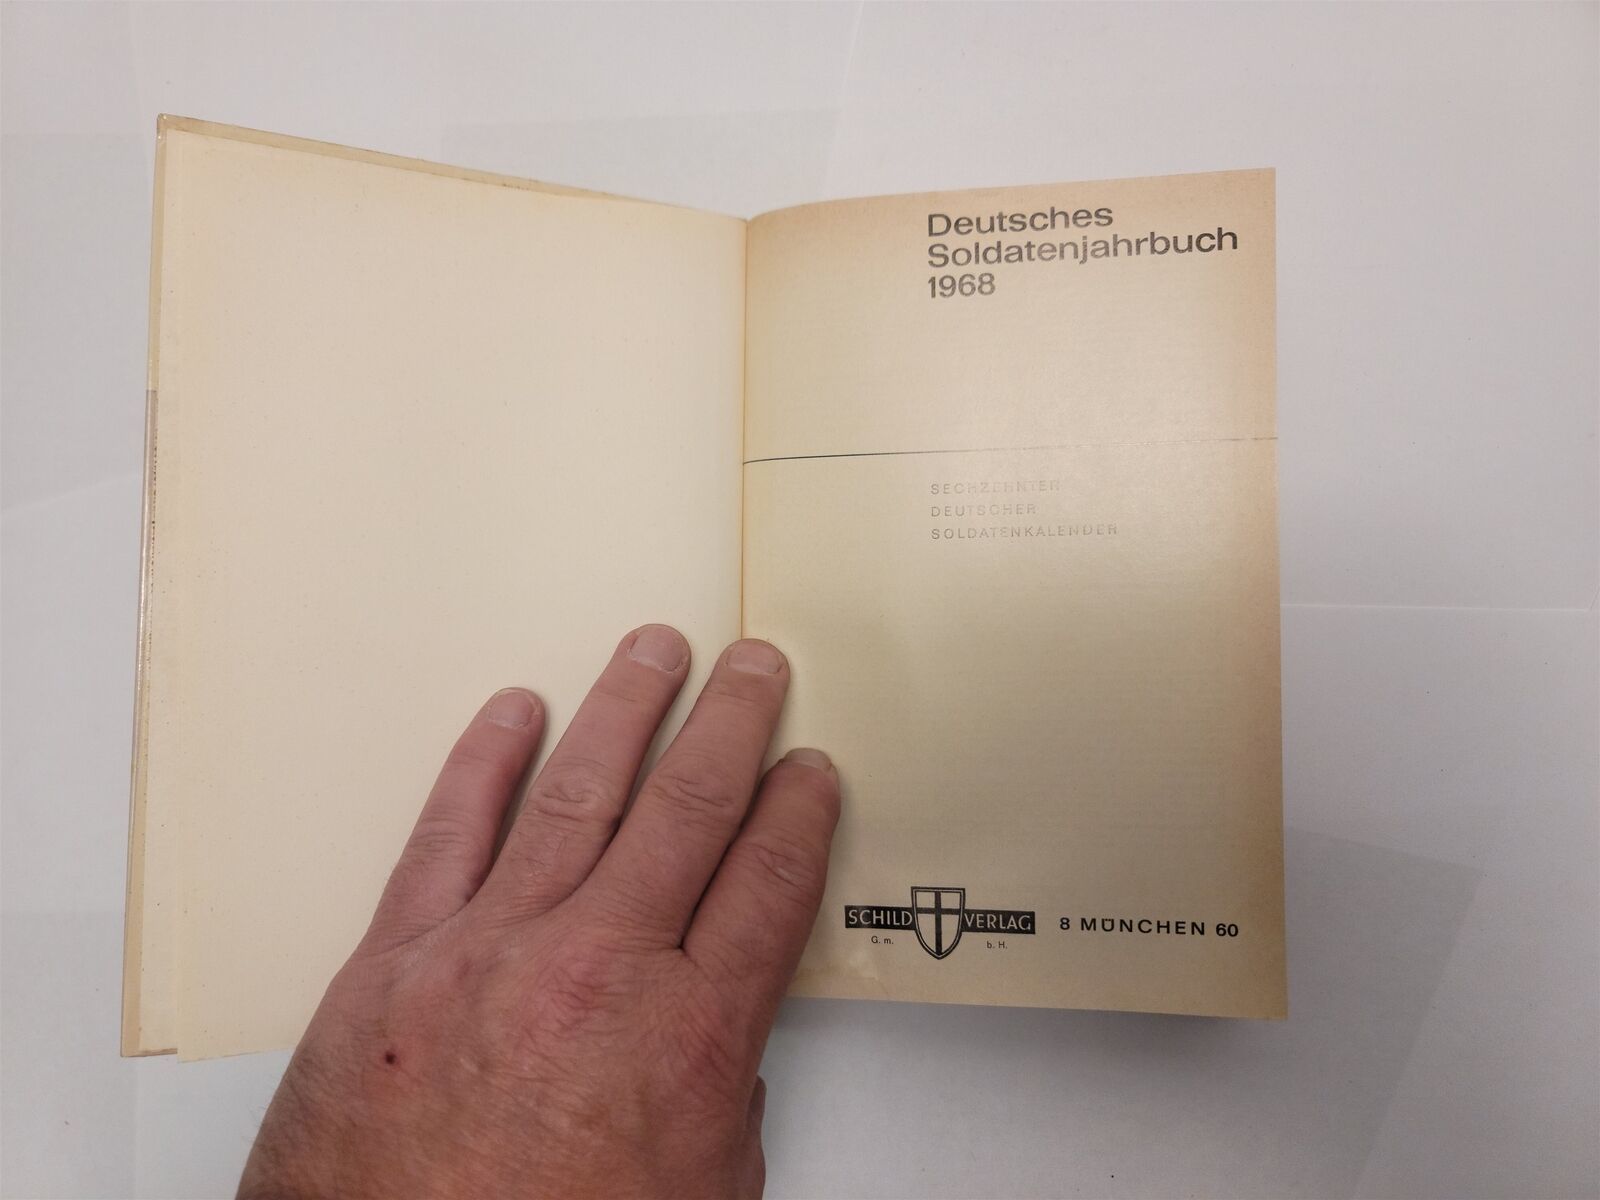 Deutsches
Soldatenjahrbuch
1968
SECHZEHNTER
DEUTSCHER
SOLDATENKALENDER
SCHILD VERLAG 8 MÜNCHEN 60
G. m. b. H.